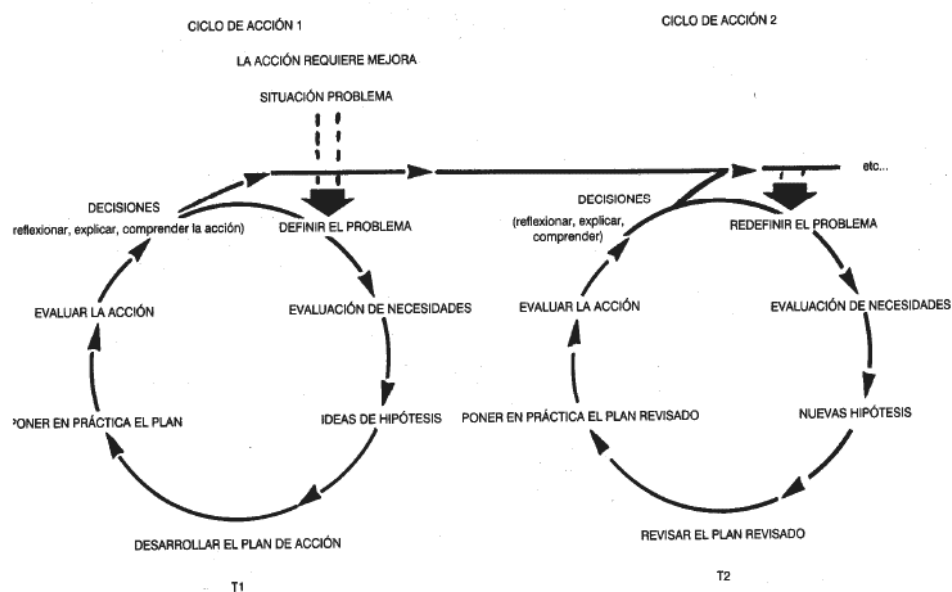 CICLO DE ACCIÓN 1
LA ACCIÓN REQUIERE MEJORA
SITUACIÓN PROBLEMA
DECISIONES
reflexionar, explicar, comprender la acción)
DEFINIR EL PROBLEMA
EVALUAR LA ACCIÓN
EVALUACIÓN DE NECESIDADES
PONER EN PRÁCTICA EL PLAN
IDEAS DE HIPÓTESIS
DESARROLLAR EL PLAN DE ACCIÓN
T1
CICLO DE ACCIÓN 2
etc...
DECISIONES
(reflexionar, explicar,
comprender)
REDEFINIR EL PROBLEMA
EVALUAR LA ACCIÓN
EVALUACIÓN DE NECESIDADES
PONER EN PRÁCTICA EL PLAN REVISADO
NUEVAS HIPÓTESIS
REVISAR EL PLAN REVISADO
T2